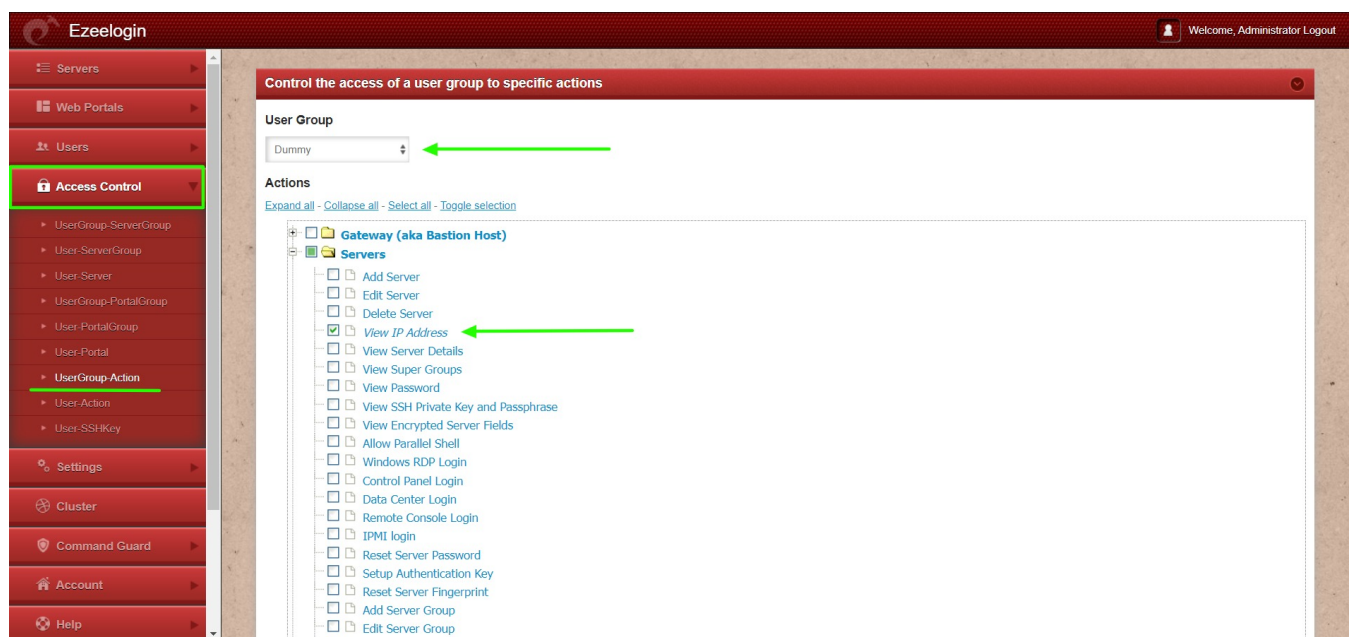 Ezeelogin
Welcome, Administrator Logout
Servers
Web Portals
Users
Access Control
UserGroup-ServerGroup
User-ServerGroup
User-Server
UserGroup-PortalGroup
User-PortalGroup
User-Portal
UserGroup-Action
User-Action
User-SSHKey
Settings
Cluster
Command Guard
Account
Help
Control the access of a user group to specific actions
User Group
Dummy
Actions
Expand all - Collapse all - Select all - Toggle selection
Gateway (aka Bastion Host)
Servers
Add Server
Edit Server
Delete Server
View IP Address
View Server Details
View Super Groups
View Password
View SSH Private Key and Passphrase
View Encrypted Server Fields
Allow Parallel Shell
Windows RDP Login
Control Panel Login
Data Center Login
Remote Console Login
IPMI login
Reset Server Password
Setup Authentication Key
Reset Server Fingerprint
Add Server Group
Edit Server Group